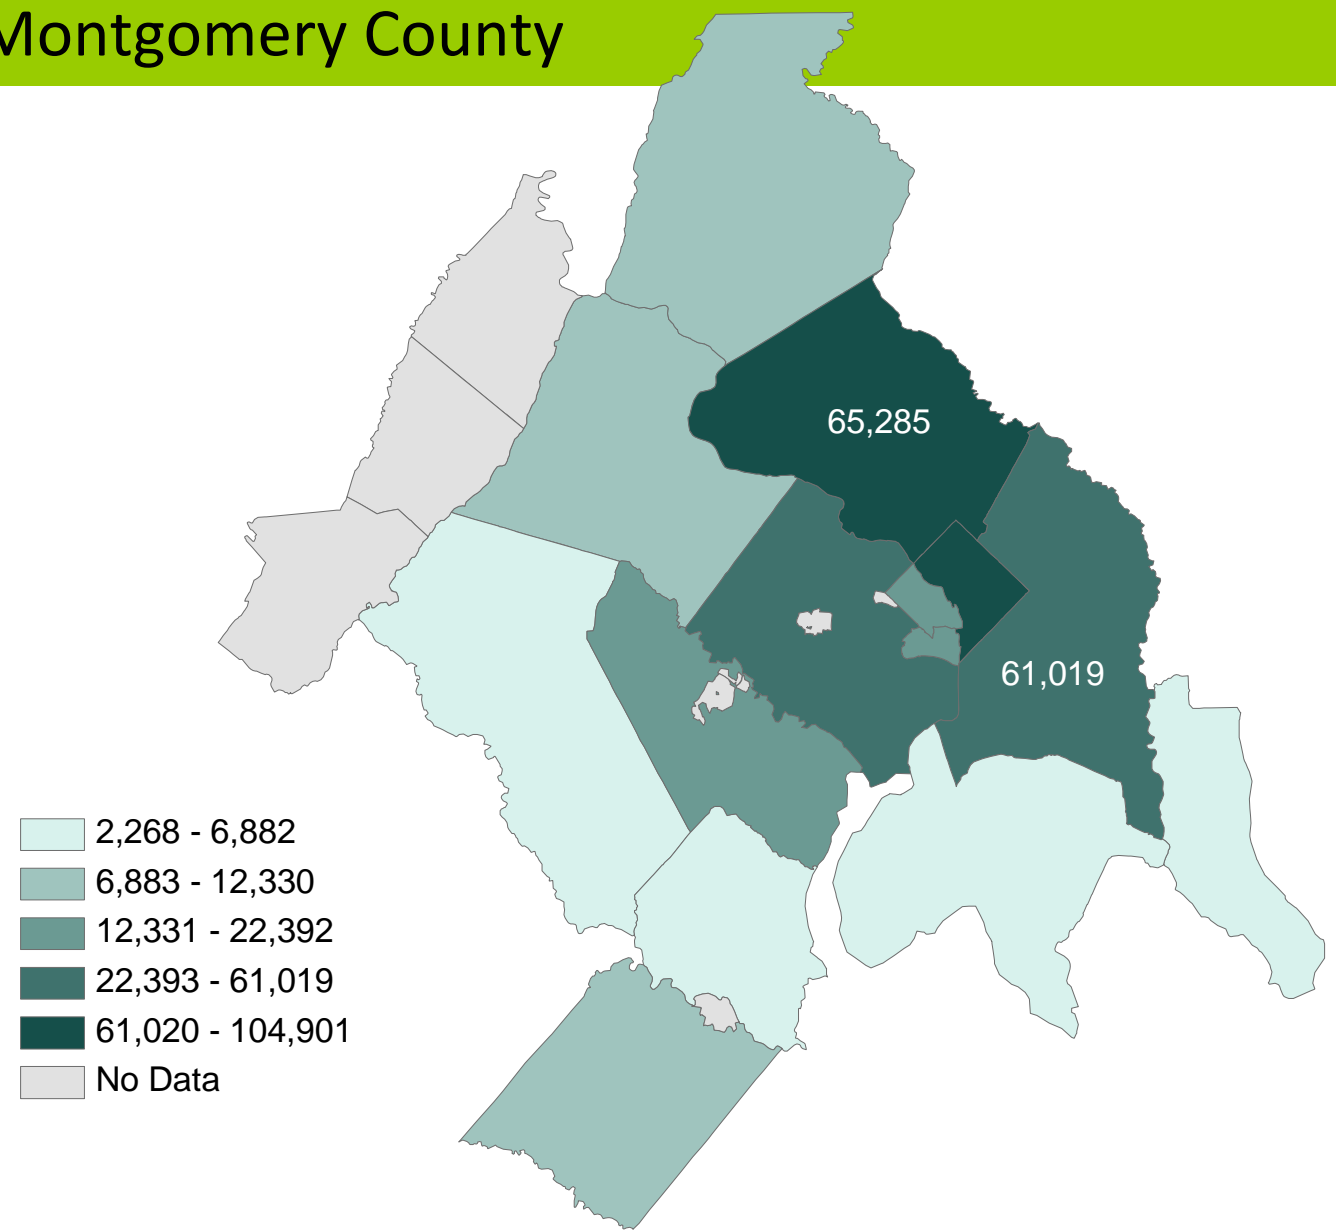 Montgomery County
65,285
61,019
2,268 - 6,882
6,883 - 12,330
12,331 - 22,392
22,393 - 61,019
61,020 - 104,901
No Data